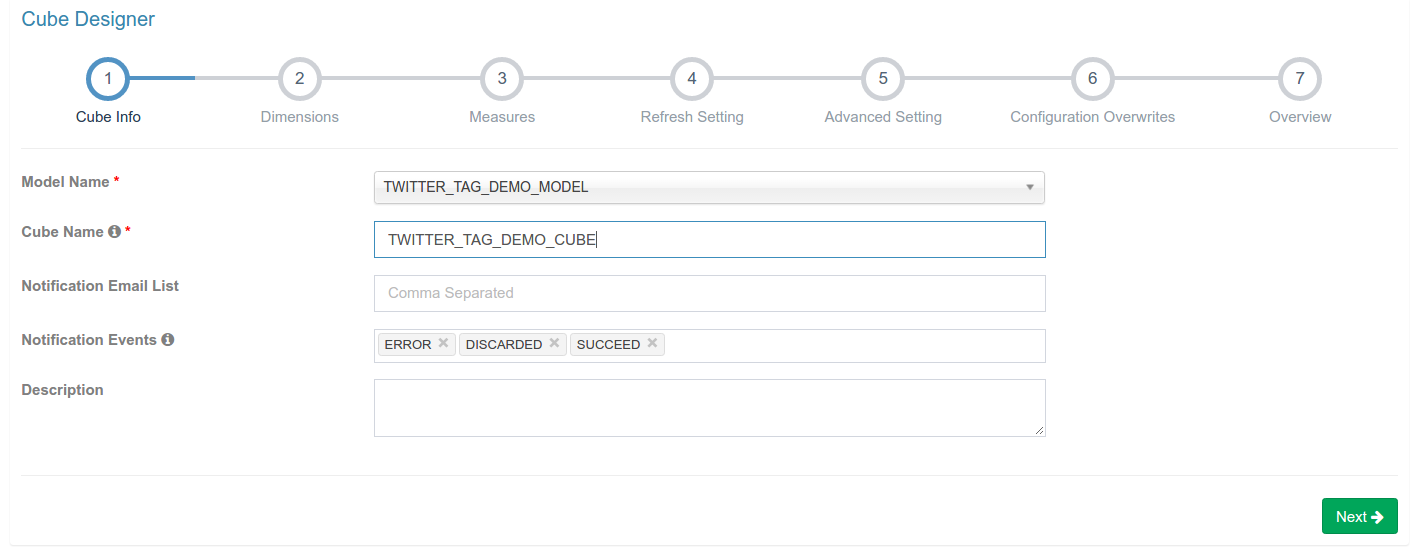 Cube Designer
1 2 3 4 5 6 7
Cube Info Dimensions Measures Refresh Setting Advanced Setting Configuration Overwrites Overview
Model Name * TWITTER_TAG_DEMO_MODEL
Cube Name * TWITTER_TAG_DEMO_CUBE
Notification Email List Comma Separated
Notification Events ERROR DISCARDED SUCCEED
Description
Next